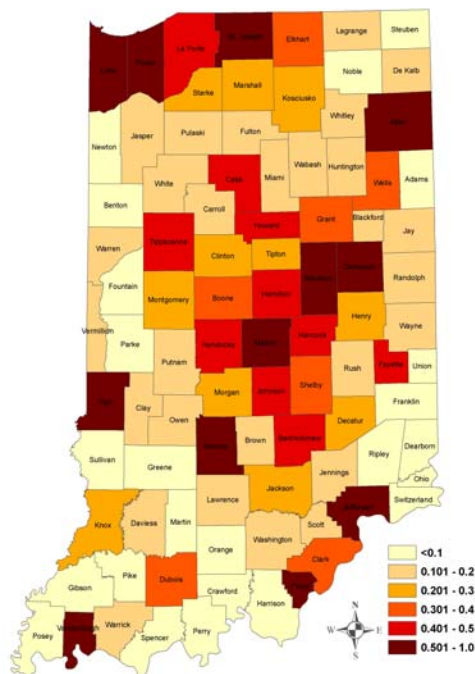 Lagrange
Steuben
Elkhart
La Porte
Noble
De Kalb
Marshall
Starke
Kosciusko
Whitley
Jasper
Pulaski
Fulton
Newton
Wabash
Huntington
Miami
Wells
Adams
White
Cass
Benton
Carroll
Grant
Blackford
Howard
Jay
Tippecanoe
Warren
Clinton
Tipton
Randolph
Fountain
Boone
Hamilton
Montgomery
Henry
Vermillion
Wayne
Parke
Hendricks
Hancock
Putnam
Rush
Fayette
Union
Morgan
Johnson
Shelby
Clay
Owen
Franklin
Decatur
Brown
Bartholomew
Sullivan
Greene
Ripley
Dearborn
Jennings
Ohio
Jackson
Lawrence
Switzerland
Knox
Daviess
Martin
Scott
Washington
Orange
Clark
Gibson
Pike
Dubois
Crawford
Harrison
Posey
Warrick
Spencer
Perry
N
W E
S
<0.1
0.101 - 0.2
0.201 - 0.3
0.301 - 0.4
0.401 - 0.5
0.501 - 1.0